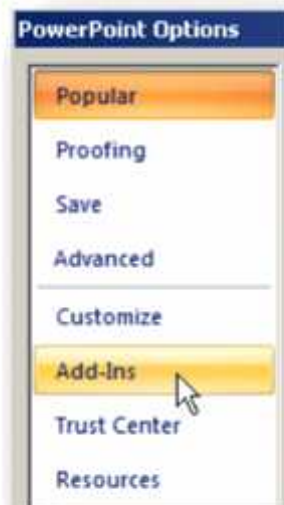 PowerPoint Options
Popular
Proofing
Save
Advanced
Customize
Add-Ins
Trust Center
Resources